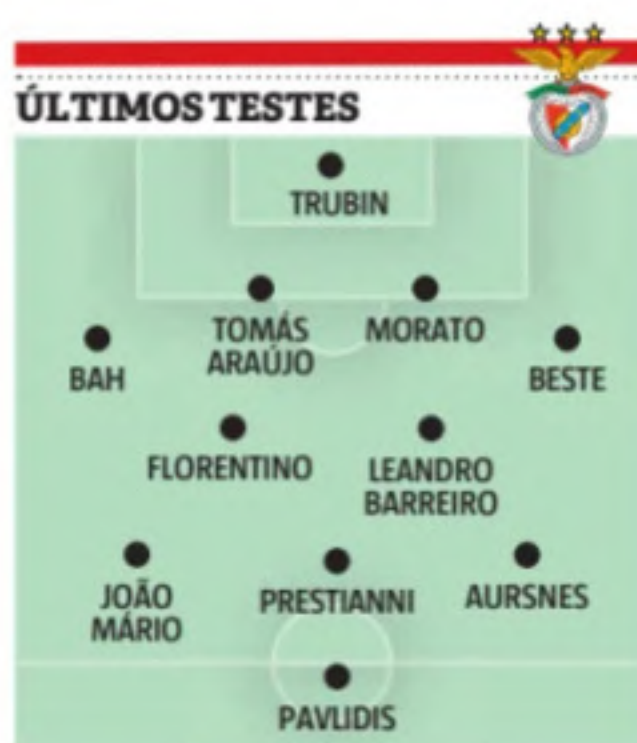 ÚLTIMOS TESTES
TRUBIN
TOMÁS
ARAÚJO
MORATO
BAH
BESTE
FLORENTINO
LEANDRO
BARREIRO
JOÃO
MÁRIO
PRESTIANNI
AURSNES
PAVLIDIS